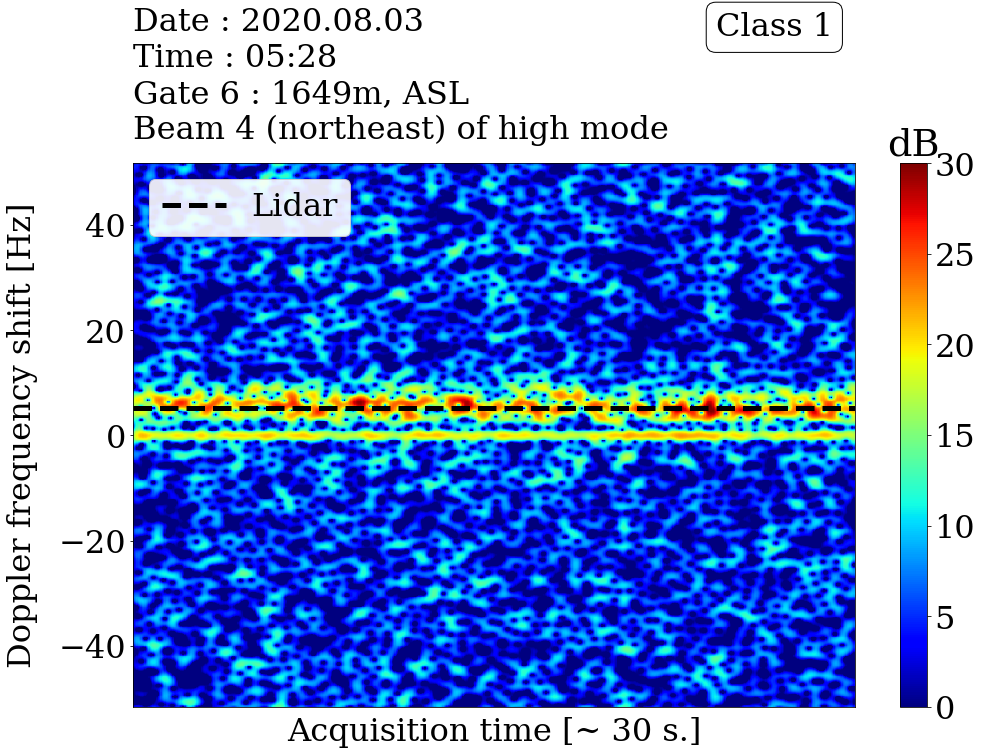 Date : 2020.08.03
Time : 05:28
Gate 6 : 1649m, ASL
Beam 4 (northeast) of high mode
Class 1
dB
Lidar
Doppler frequency shift [Hz]
40
20
0
−20
−40
Acquisition time [~ 30 s.]
30
25
20
15
10
5
0